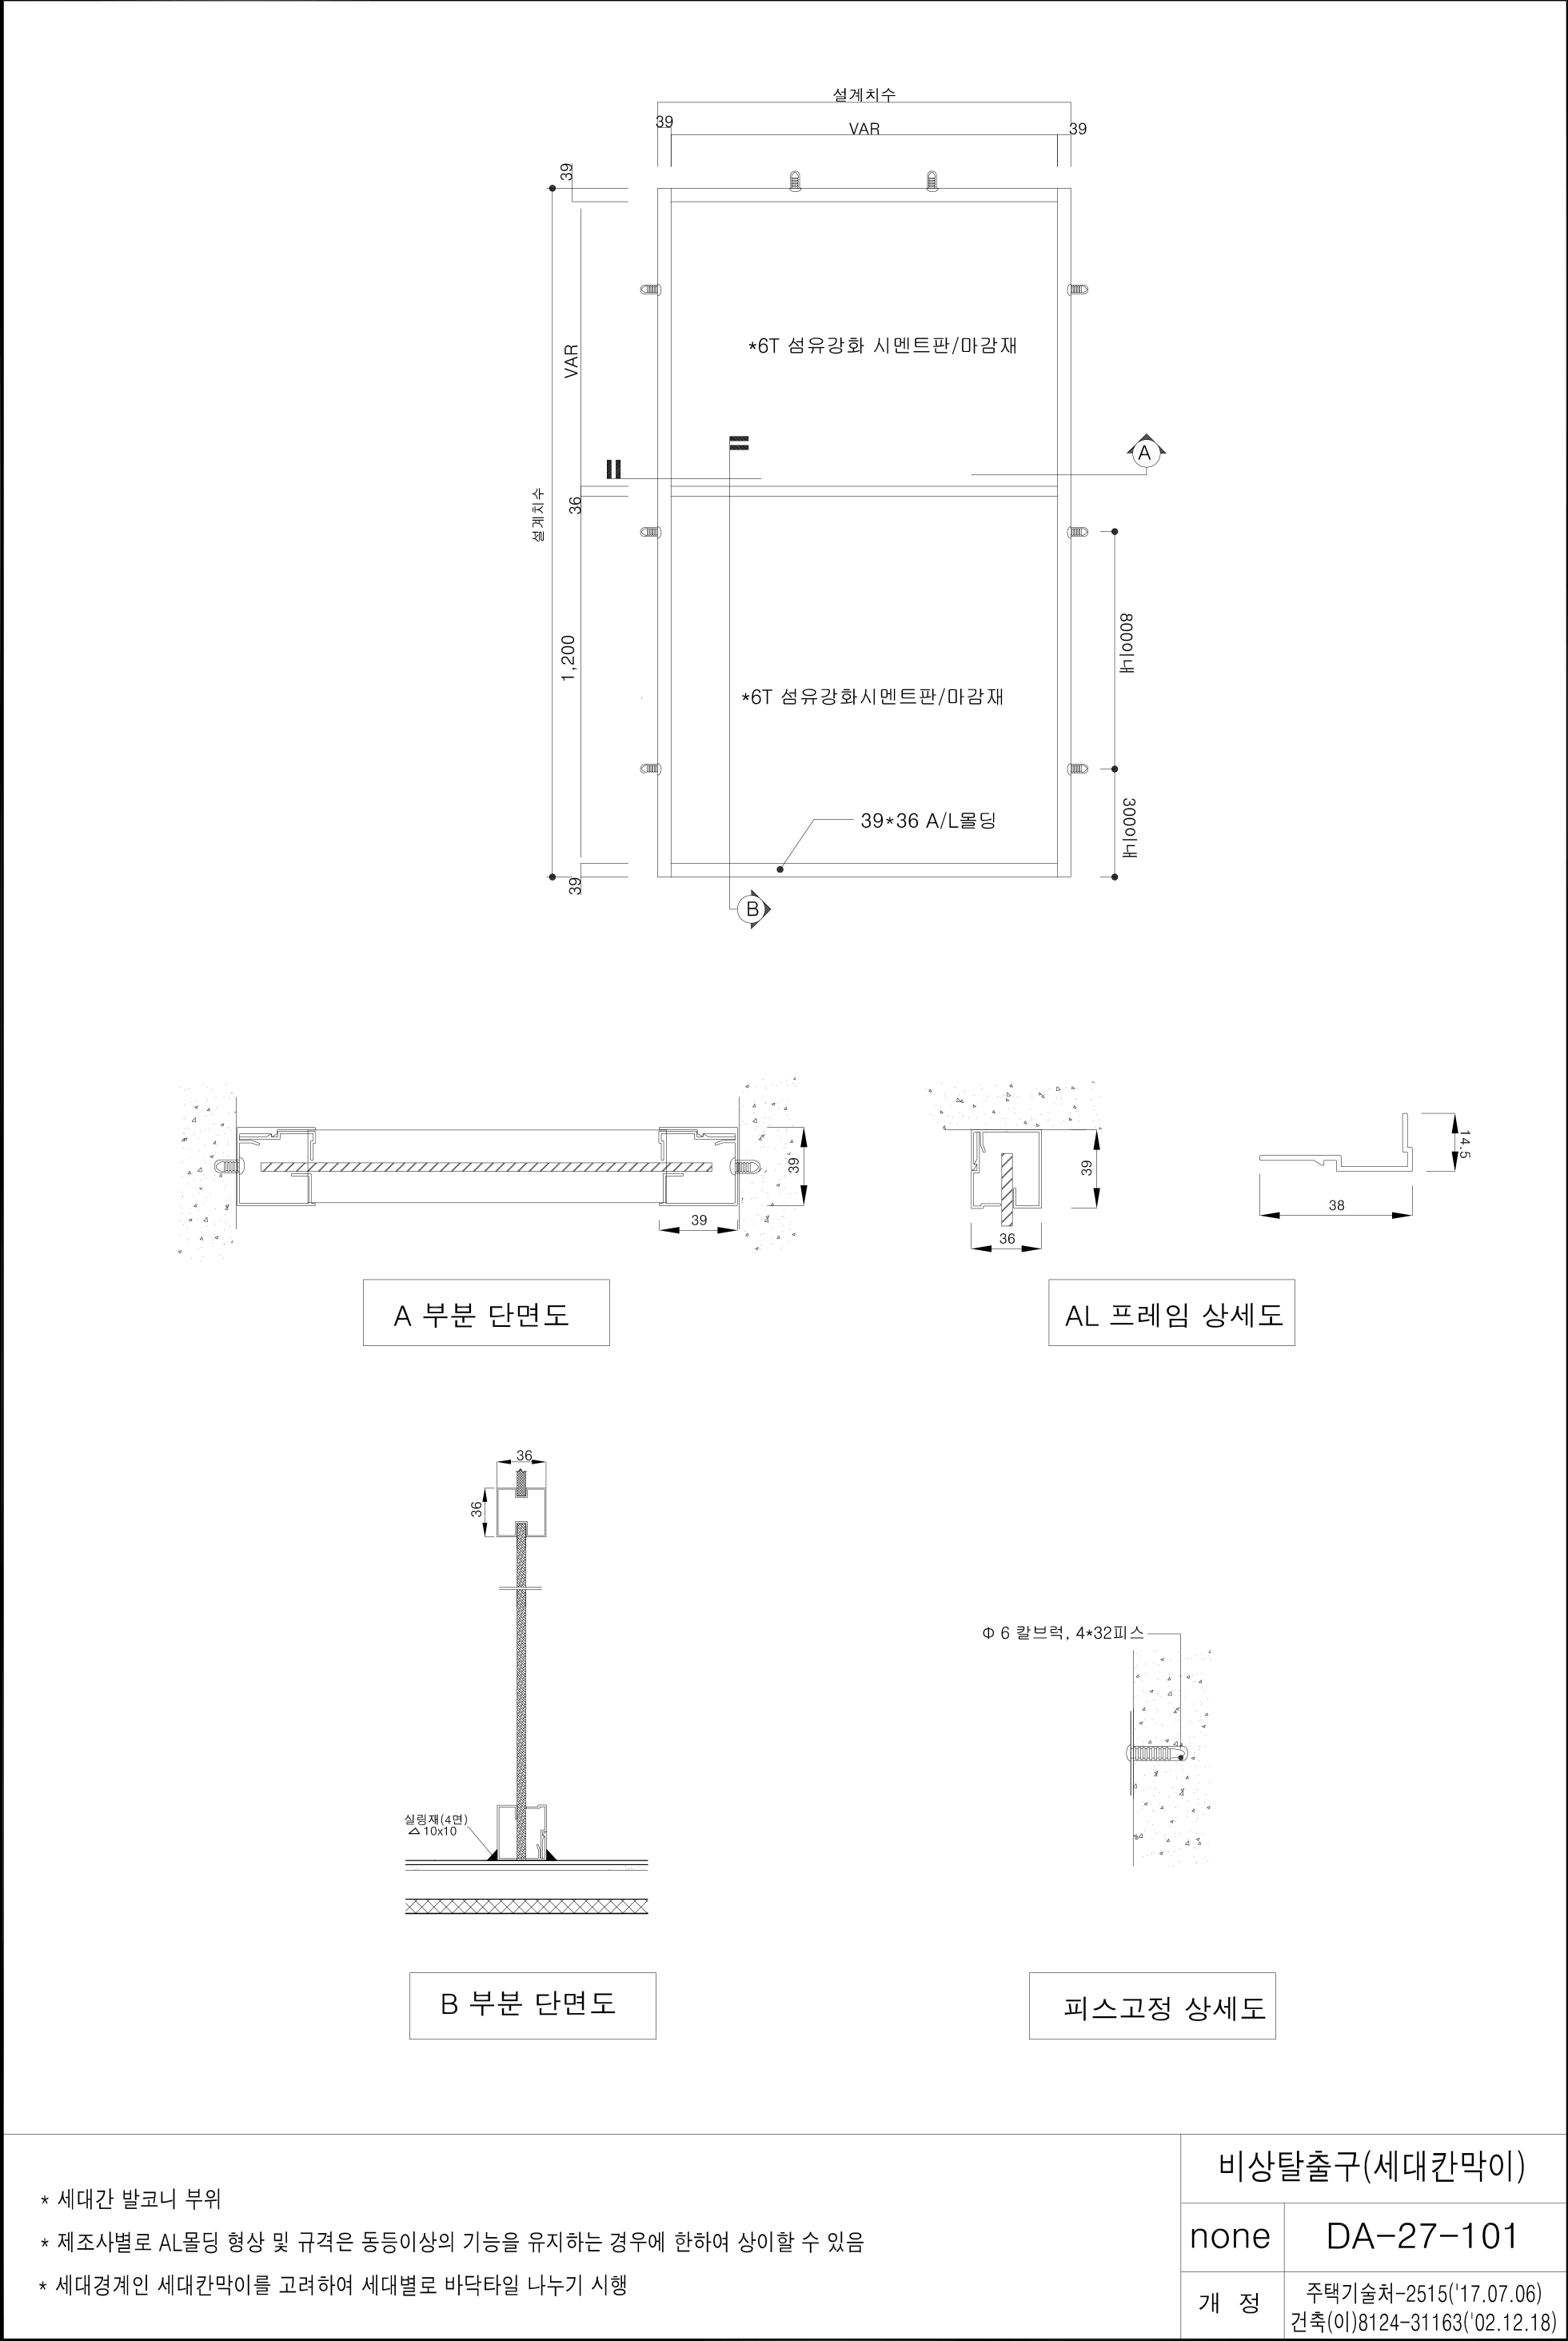 설계치수
39
VAR
39
39
*6T 섬유강화 시멘트판/마감재
VAR
A
36
설계치수
800이내
1,200
*6T 섬유강화시멘트판/마감재
39*36 A/L몰딩
300이내
39
B
39
39
39
36
14.5
38
A 부분 단면도
AL 프레임 상세도
36
36
Φ 6 칼브럭, 4*32피스
실링재(4면)
10x10
B 부분 단면도
피스고정 상세도
* 세대간 발코니 부위
* 제조사별로 AL몰딩 형상 및 규격은 동등이상의 기능을 유지하는 경우에 한하여 상이할 수 있음
* 세대경계인 세대칸막이를 고려하여 세대별로 바닥타일 나누기 시행
비상탈출구(세대칸막이)
none
DA-27-101
개 정
주택기술처-2515('17.07.06)
건축(이)8124-31163('02.12.18)